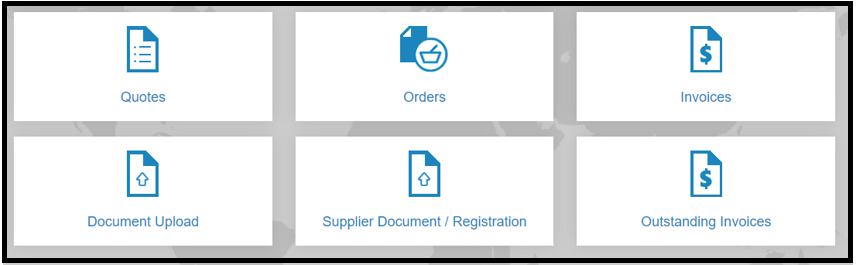 Quotes
Orders
Invoices
Document Upload
Supplier Document / Registration
Outstanding Invoices